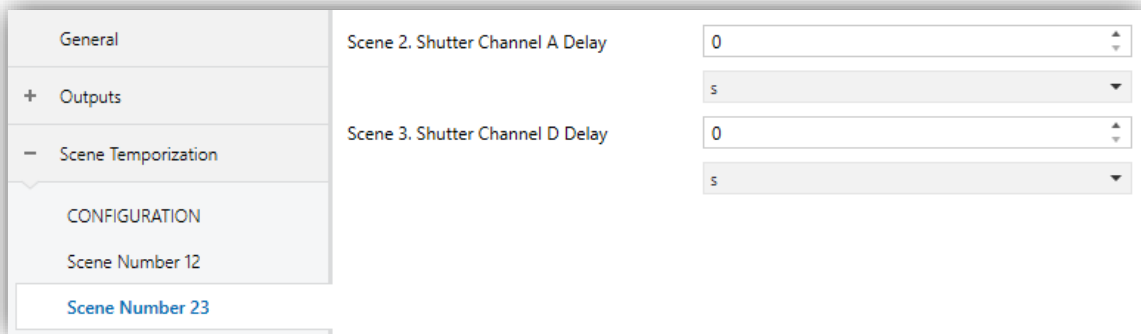 General
+ Outputs
− Scene Temporization
CONFIGURATION
Scene Number 12
Scene Number 23
Scene 2. Shutter Channel A Delay
0
s
Scene 3. Shutter Channel D Delay
0
s